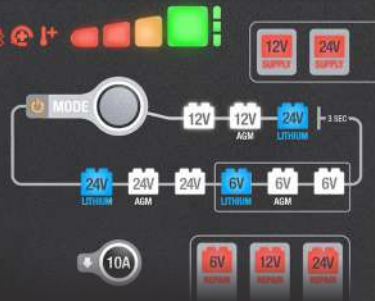 12V 24V
SUPPLY SUPPLY
MODE 12V 12V 24V 3 SEC
AGM LITHIUM
24V 24V 24V 6V 6V 6V
LITHIUM AGM LITHIUM AGM
10A 6V 12V 24V
REPAIR REPAIR REPAIR